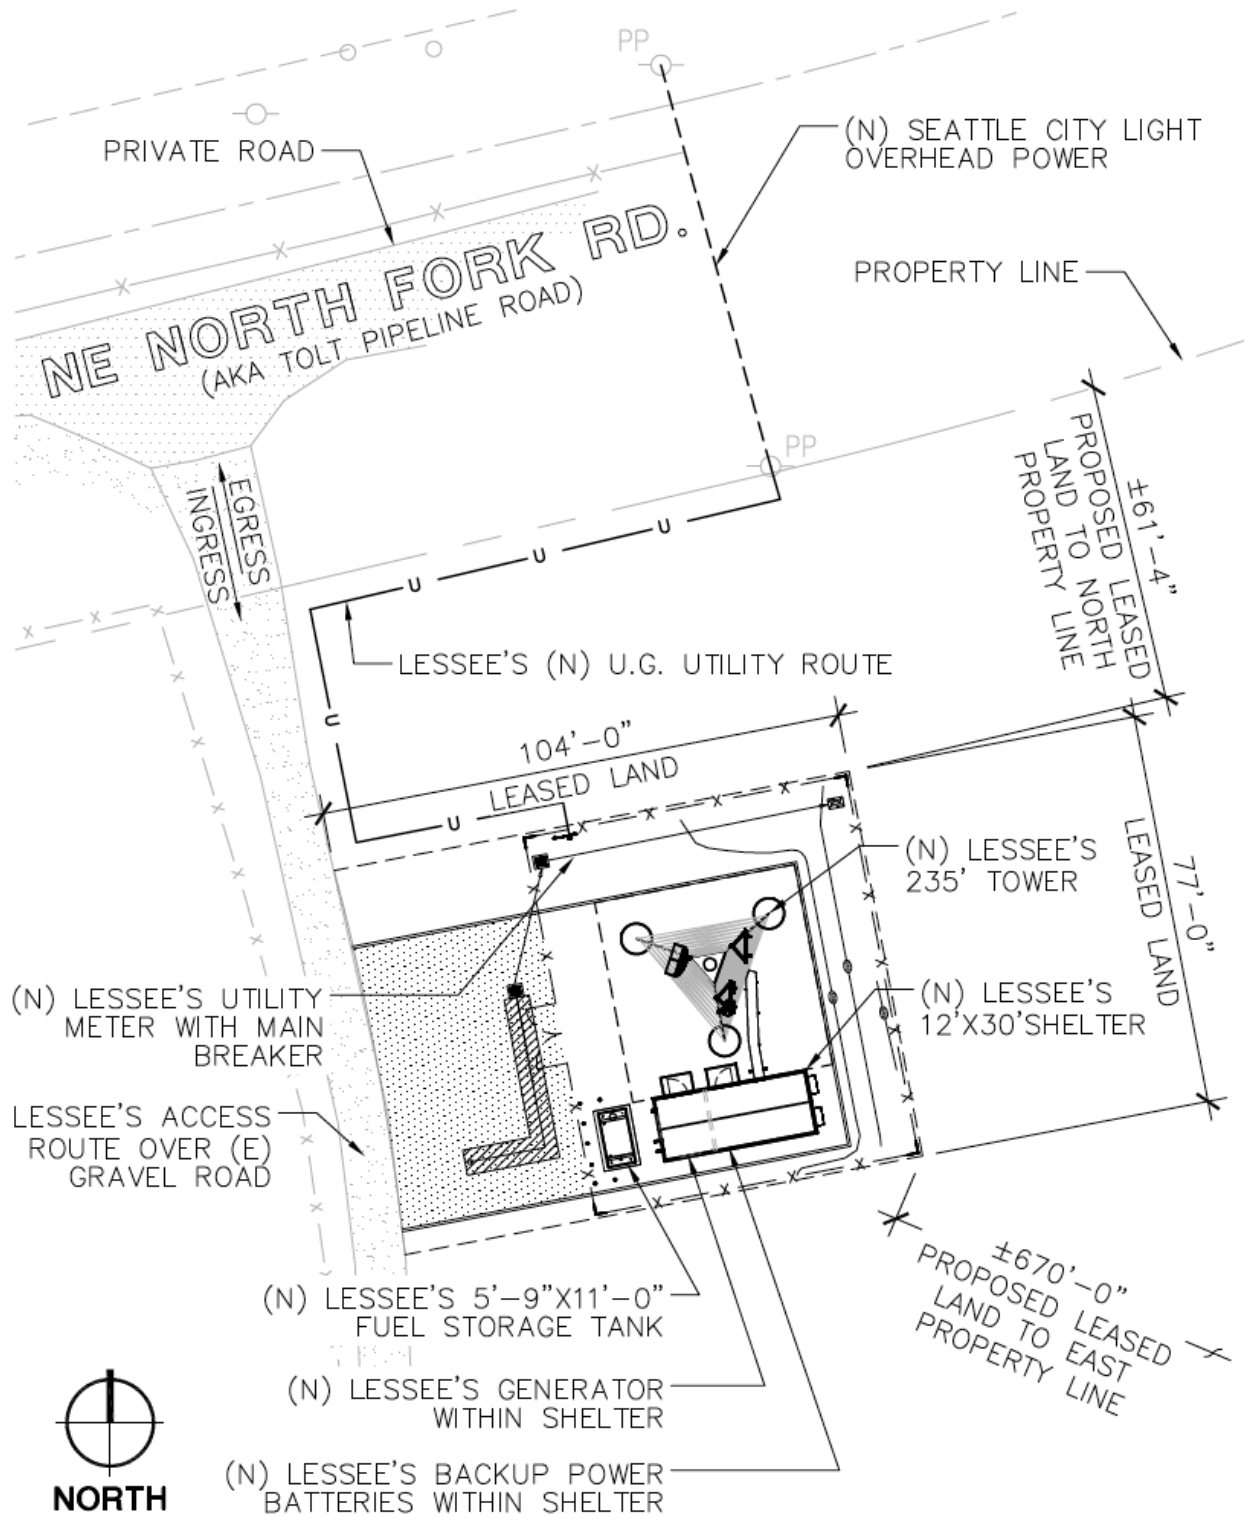 PP
(N) SEATTLE CITY LIGHT
OVERHEAD POWER
PRIVATE ROAD
NE NORTH FORK RD.
(AKA TOLT PIPELINE ROAD)
PROPERTY LINE
PP
EGRESS
INGRESS
±61'-4"
PROPOSED LEASED
LAND TO NORTH
PROPERTY LINE
U
U
U
LESSEE'S (N) U.G. UTILITY ROUTE
U
104'-0"
LEASED LAND
U
77'-0"
LEASED LAND
(N) LESSEE'S
235' TOWER
(N) LESSEE'S UTILITY
METER WITH MAIN
BREAKER
(N) LESSEE'S
12'X30'SHELTER
LESSEE'S ACCESS
ROUTE OVER (E)
GRAVEL ROAD
±670'-0"
PROPOSED LEASED
LAND TO EAST
PROPERTY LINE
(N) LESSEE'S 5'-9"X11'-0"
FUEL STORAGE TANK
(N) LESSEE'S GENERATOR
WITHIN SHELTER
(N) LESSEE'S BACKUP POWER
BATTERIES WITHIN SHELTER
NORTH